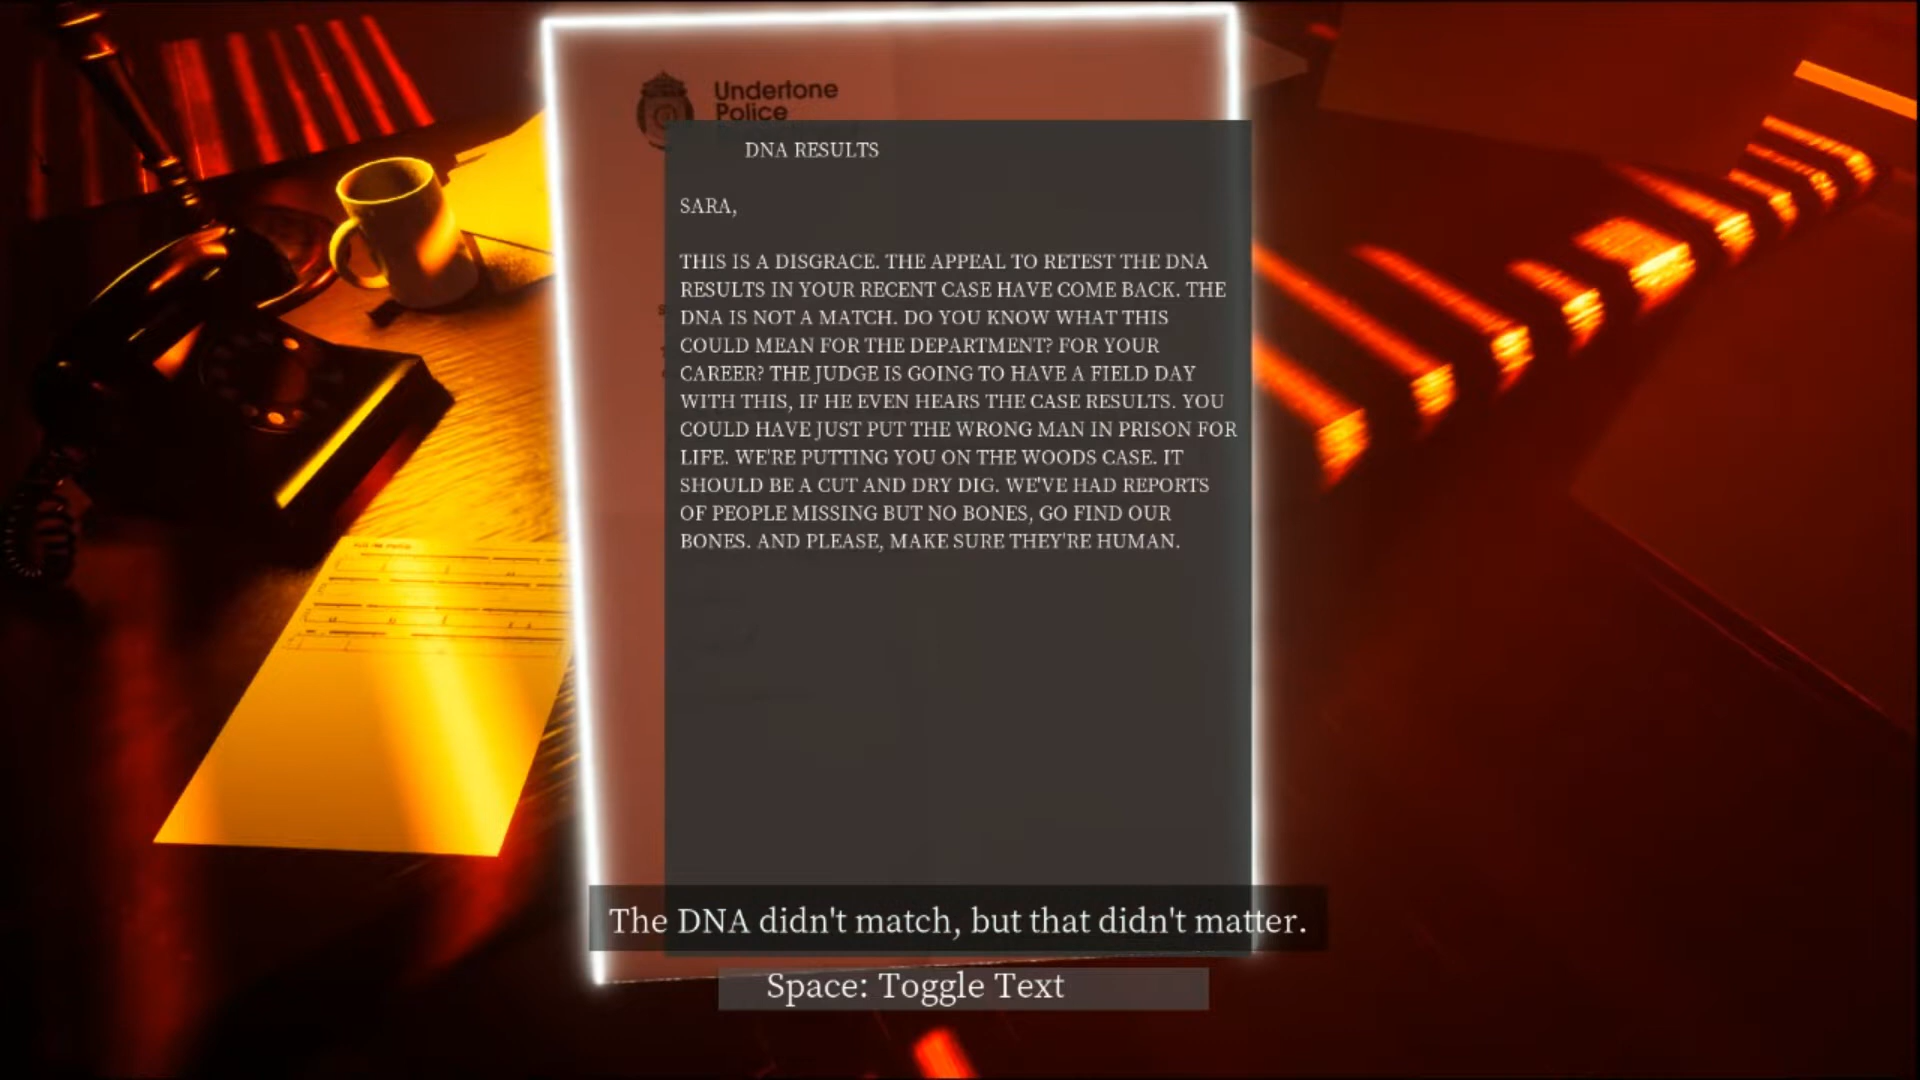 Undertone
Police
DNA RESULTS
SARA,
THIS IS A DISGRACE. THE APPEAL TO RETEST THE DNA
RESULTS IN YOUR RECENT CASE HAVE COME BACK. THE
DNA IS NOT A MATCH. DO YOU KNOW WHAT THIS
COULD MEAN FOR THE DEPARTMENT? FOR YOUR
CAREER? THE JUDGE IS GOING TO HAVE A FIELD DAY
WITH THIS, IF HE EVEN HEARS THE CASE RESULTS. YOU
COULD HAVE JUST PUT THE WRONG MAN IN PRISON FOR
LIFE. WE'RE PUTTING YOU ON THE WOODS CASE. IT
SHOULD BE A CUT AND DRY DIG. WE'VE HAD REPORTS
OF PEOPLE MISSING BUT NO BONES, GO FIND OUR
BONES. AND PLEASE, MAKE SURE THEY'RE HUMAN.
The DNA didn't match, but that didn't matter.
Space: Toggle Text